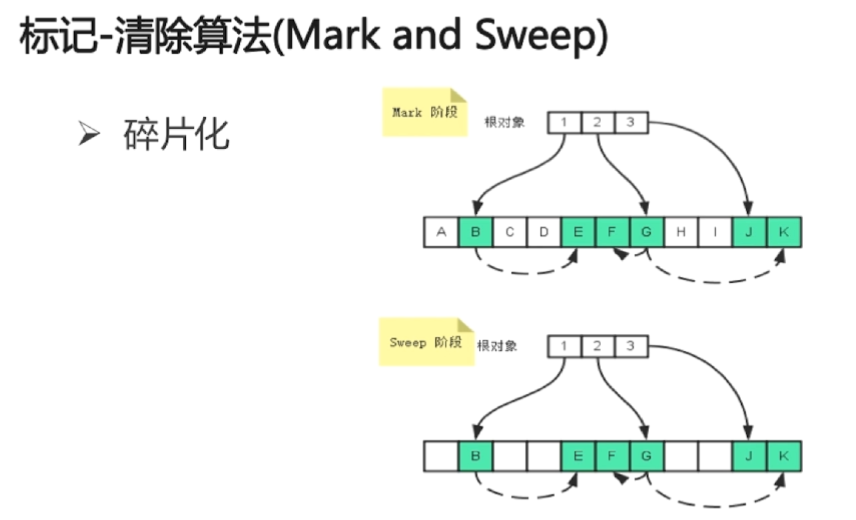 标记-清除算法(Mark and Sweep)
➢ 碎片化
Mark 阶段
根对象
1 2 3
A B C D E F G H I J K
Sweep 阶段
根对象
1 2 3
B E F G J K